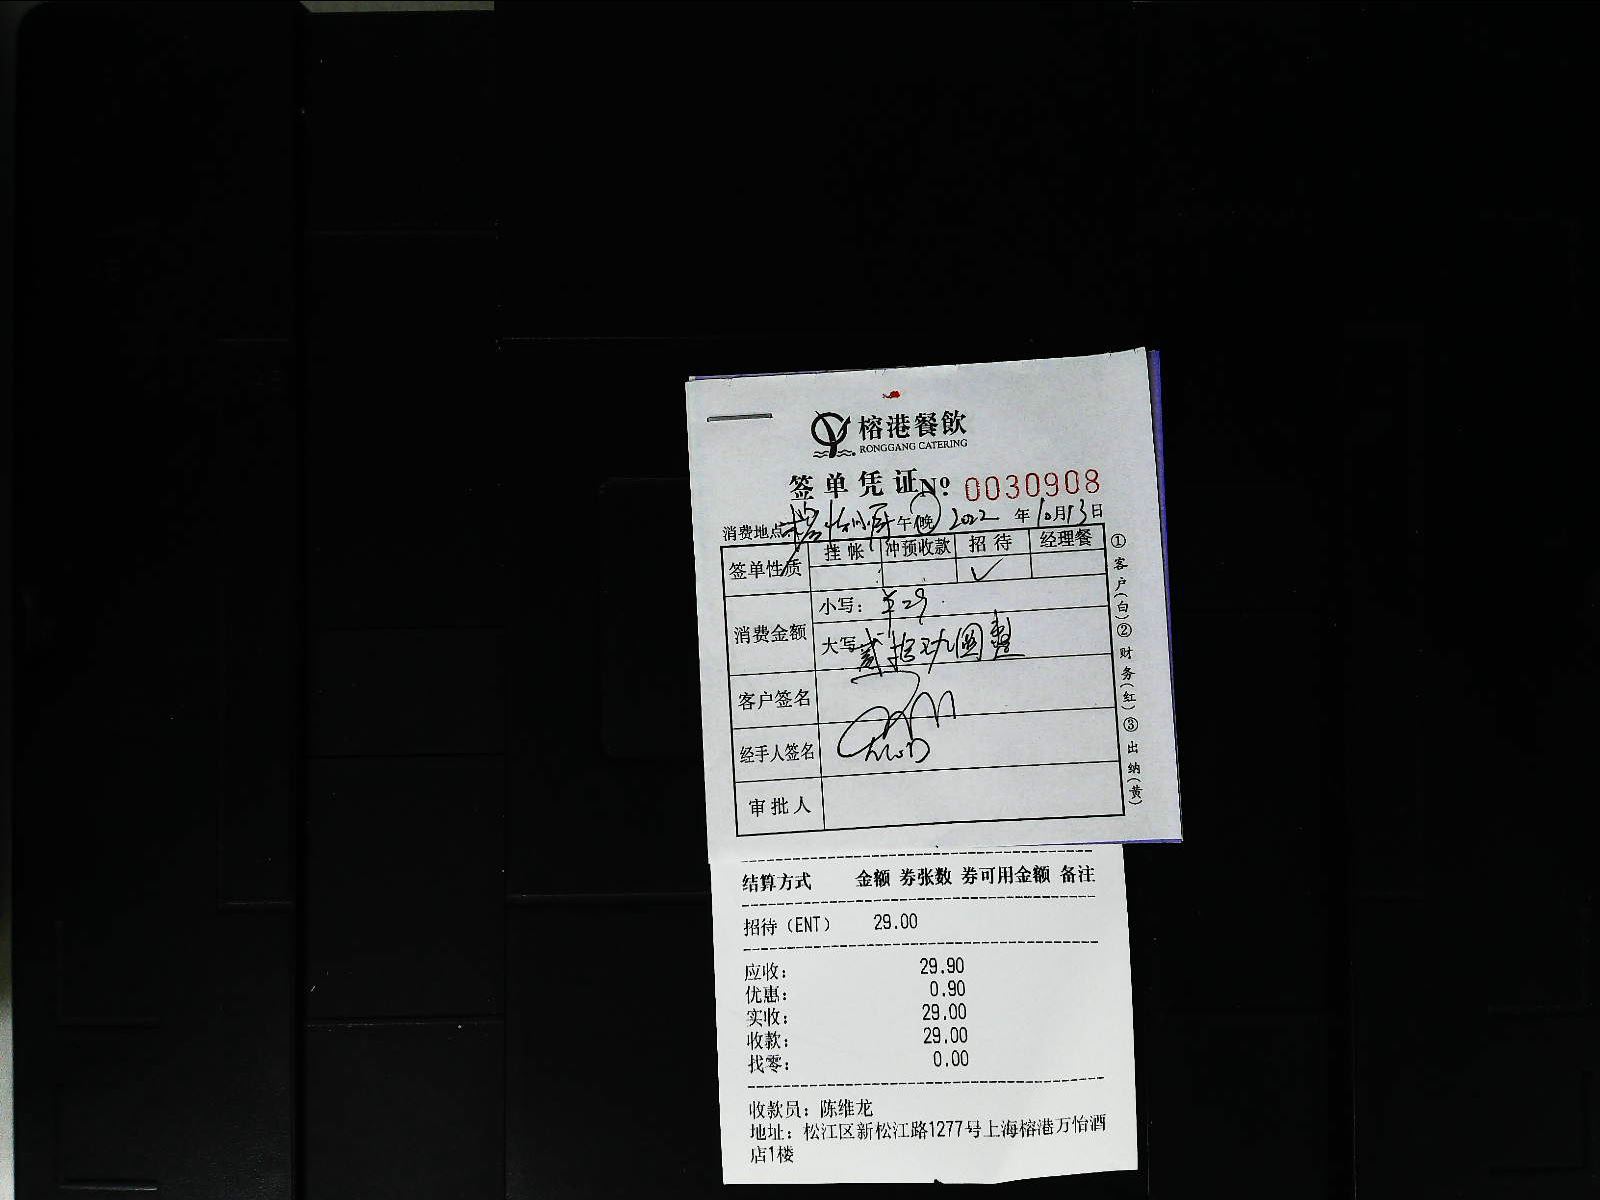 榕港餐飲
RONGGANG CATERING
签单凭证 № 0030908
消费地点 午 晚 2022 年 10月13日
签单性质 挂帐 冲预收款 招待 经理餐
✓
消费金额 小写: ¥29
大写 贰拾玖圆整
客户签名
经手人签名
审批人
①客户(白)②财务(红)③出纳(黄)
结算方式 金额 券张数 券可用金额 备注
招待(ENT) 29.00
应收: 29.90
优惠: 0.90
实收: 29.00
收款: 29.00
找零: 0.00
收款员: 陈维龙
地址: 松江区新松江路1277号上海榕港万怡酒
店1楼